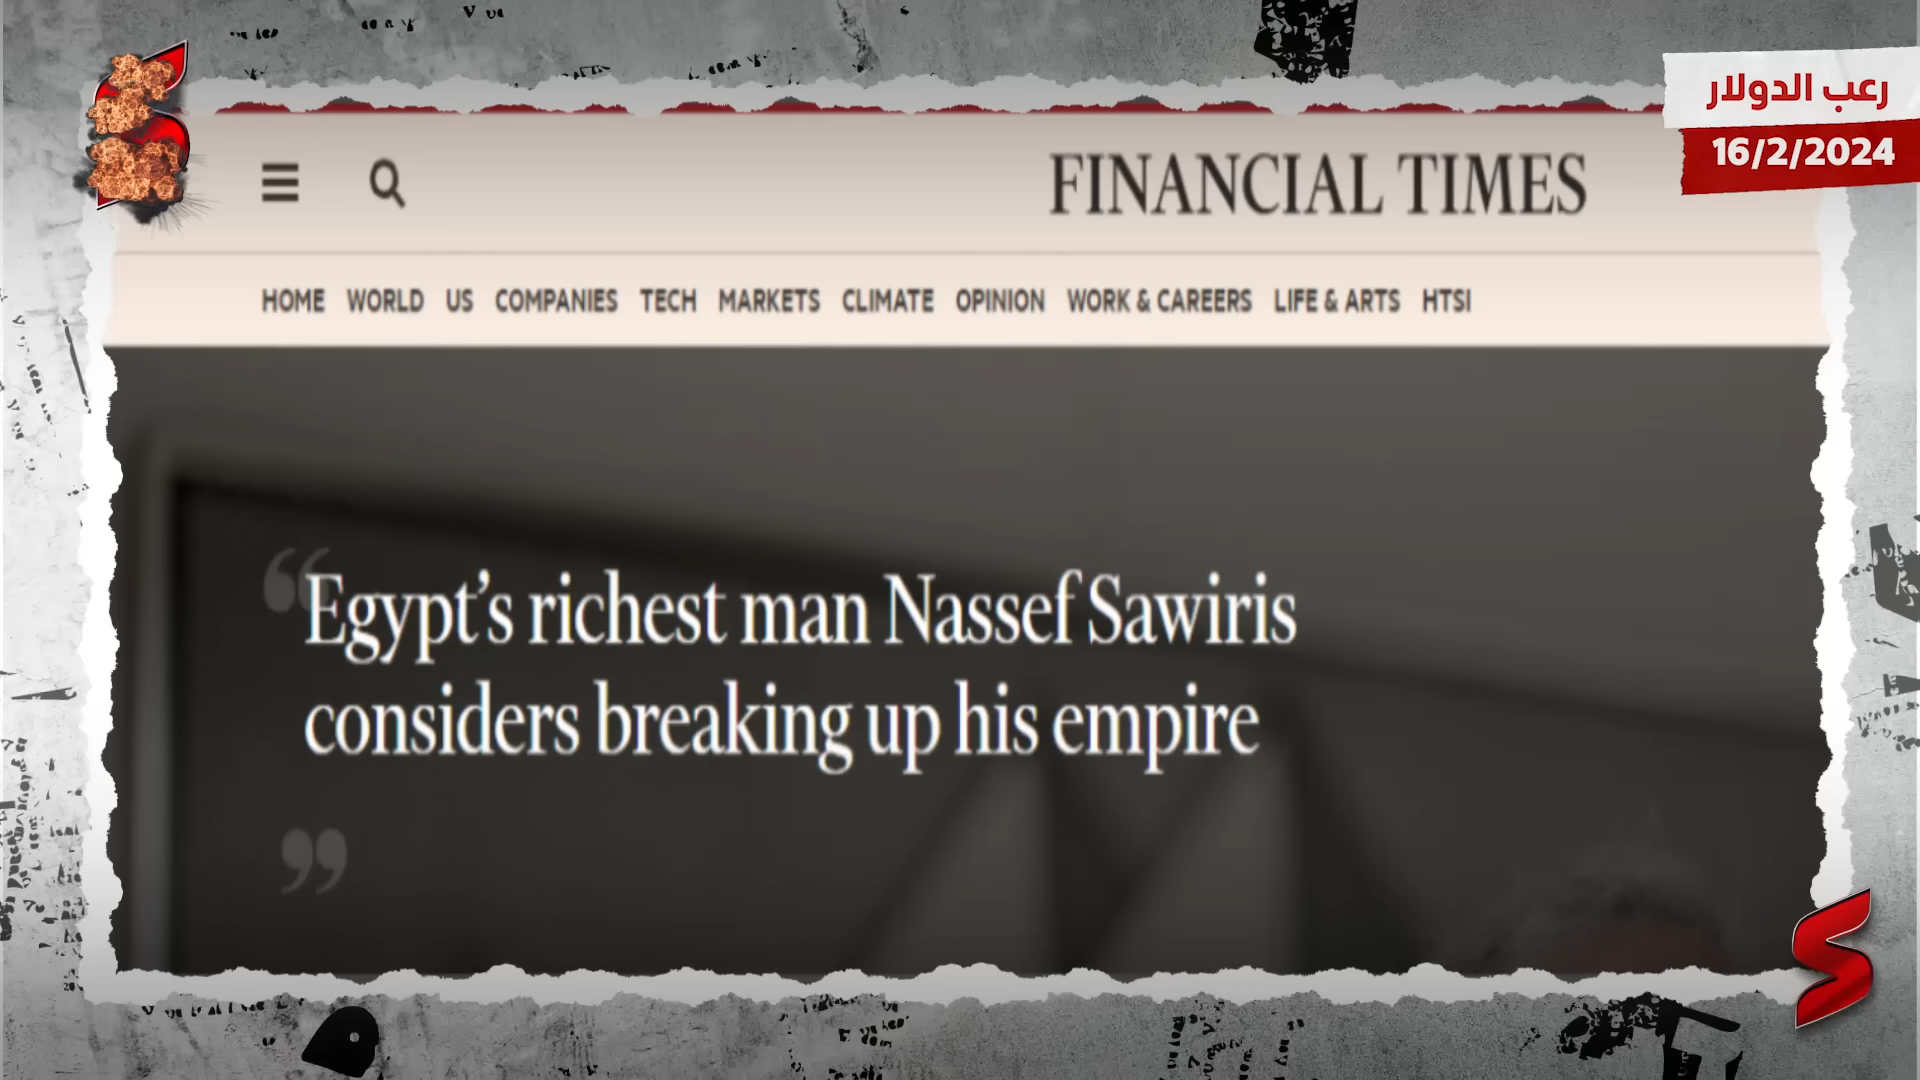 رعب الدولار
16/2/2024
FINANCIAL TIMES
HOME WORLD US COMPANIES TECH MARKETS CLIMATE OPINION WORK & CAREERS LIFE & ARTS HTSI
“Egypt’s richest man Nassef Sawiris
considers breaking up his empire
”